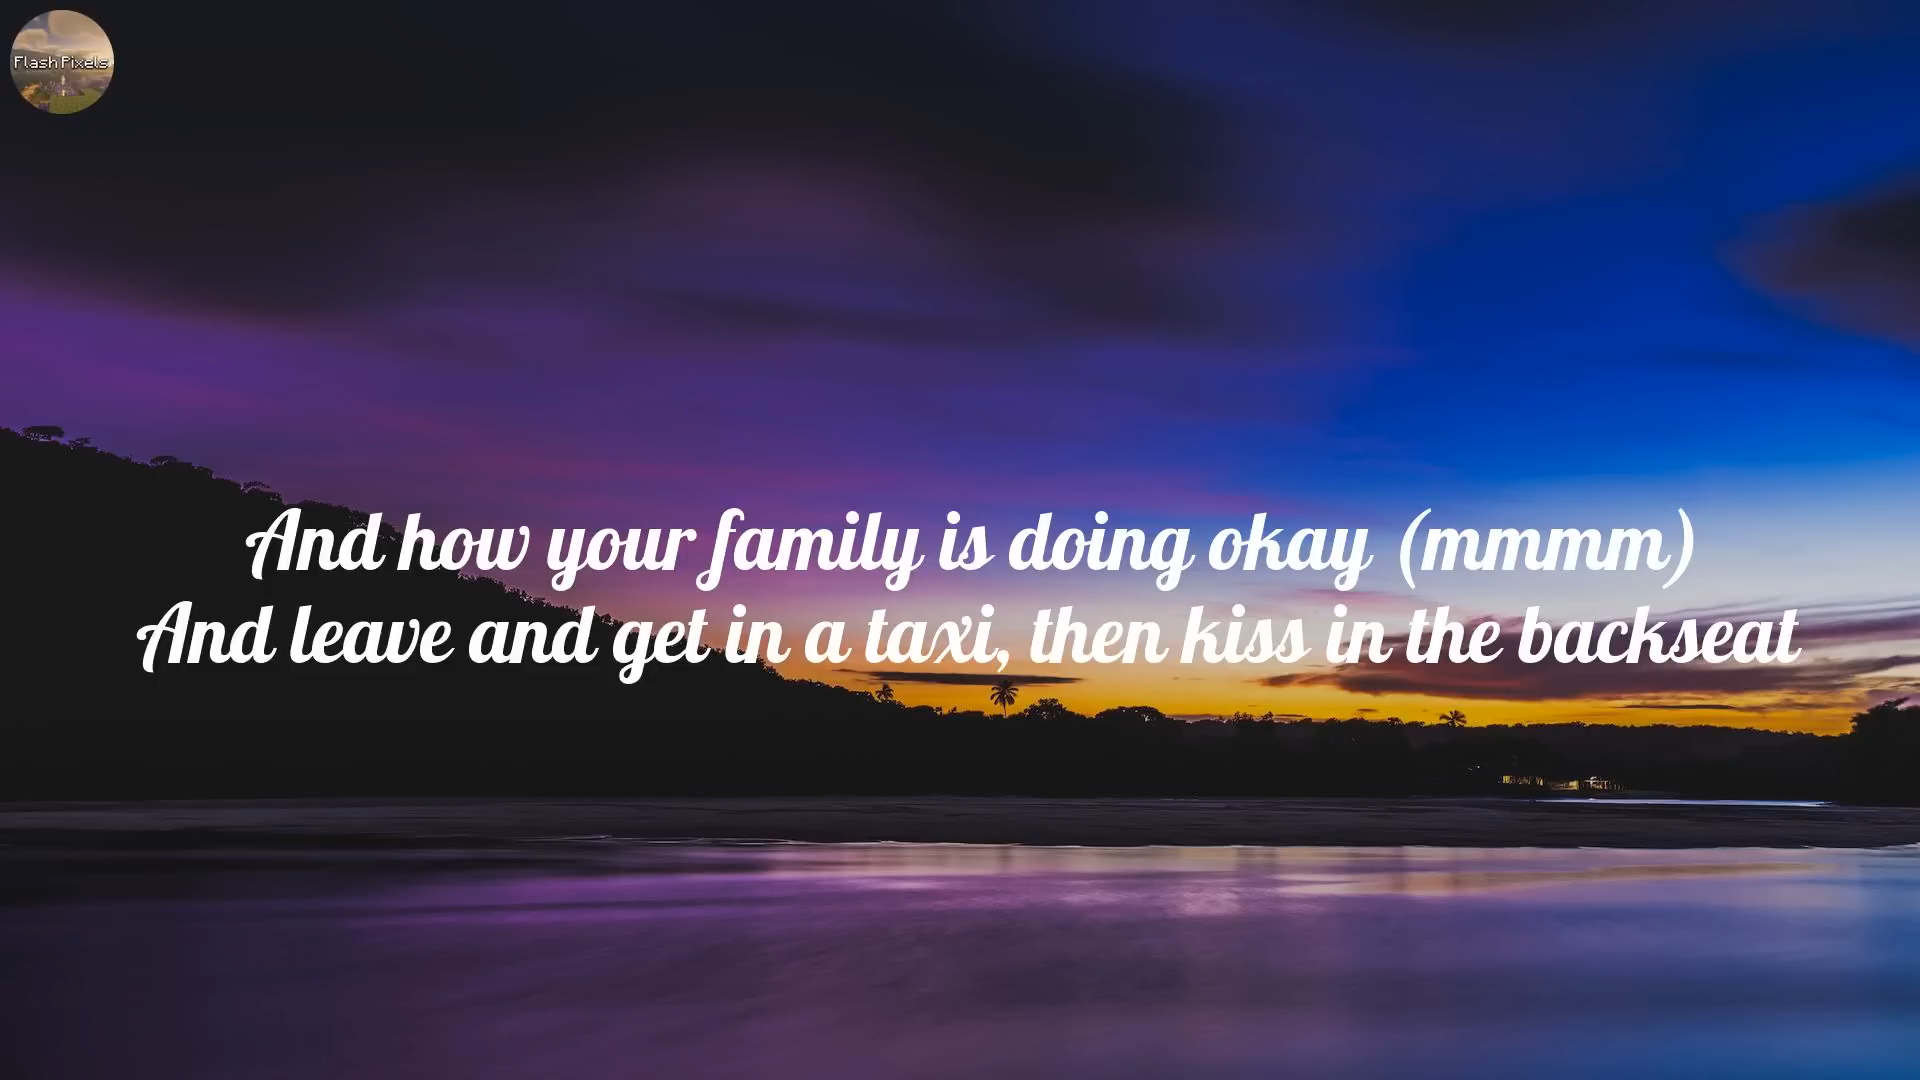 Flash Pixels
And how your family is doing okay (mmmm)
And leave and get in a taxi, then kiss in the backseat